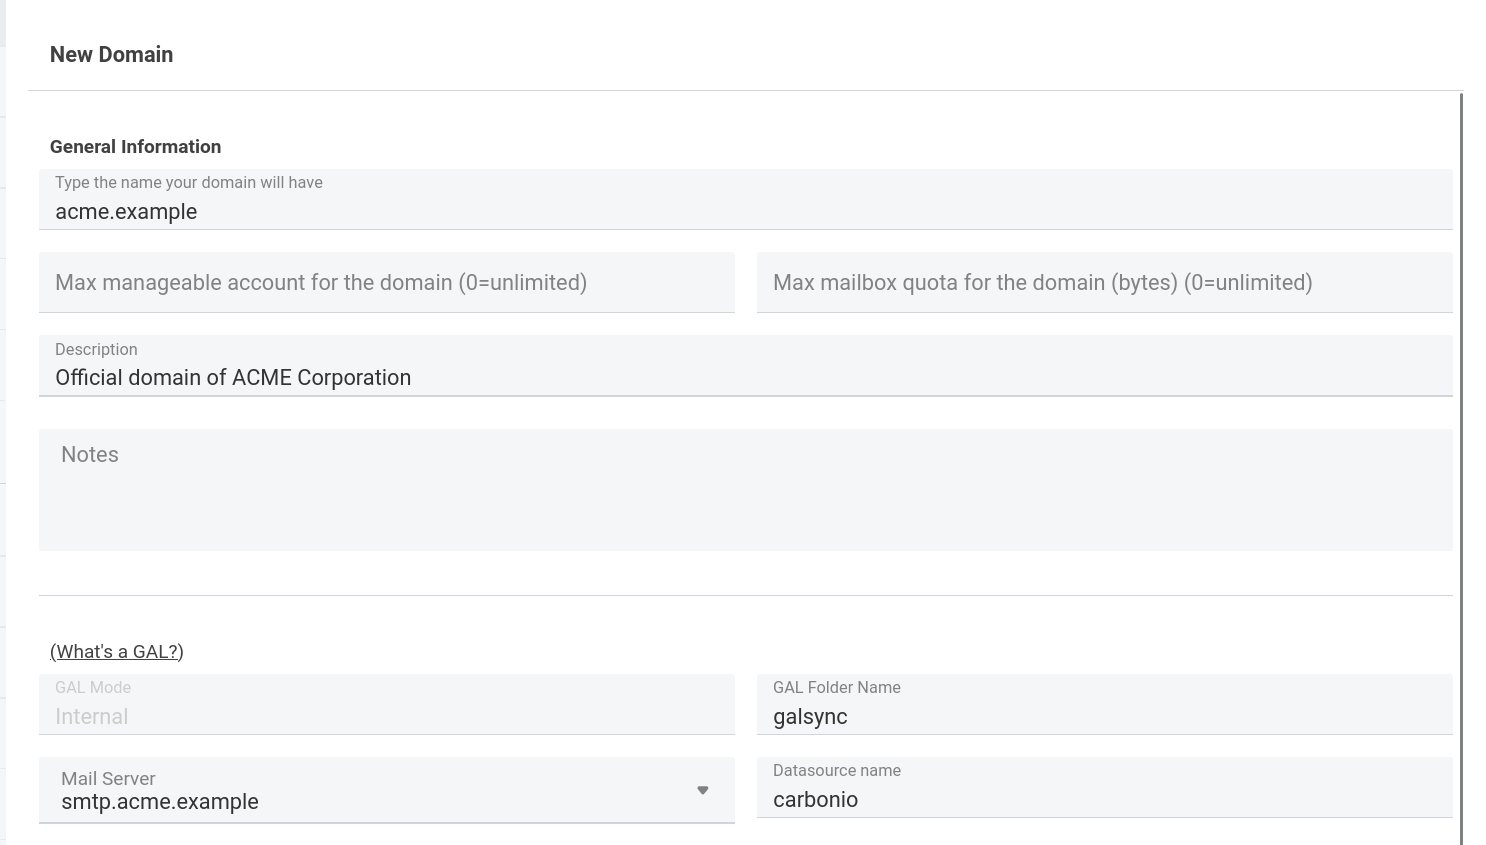 New Domain
General Information
Type the name your domain will have
acme.example
Max manageable account for the domain (0=unlimited)
Max mailbox quota for the domain (bytes) (0=unlimited)
Description
Official domain of ACME Corporation
Notes
(What's a GAL?)
GAL Mode
Internal
GAL Folder Name
galsync
Mail Server
smtp.acme.example
Datasource name
carbonio